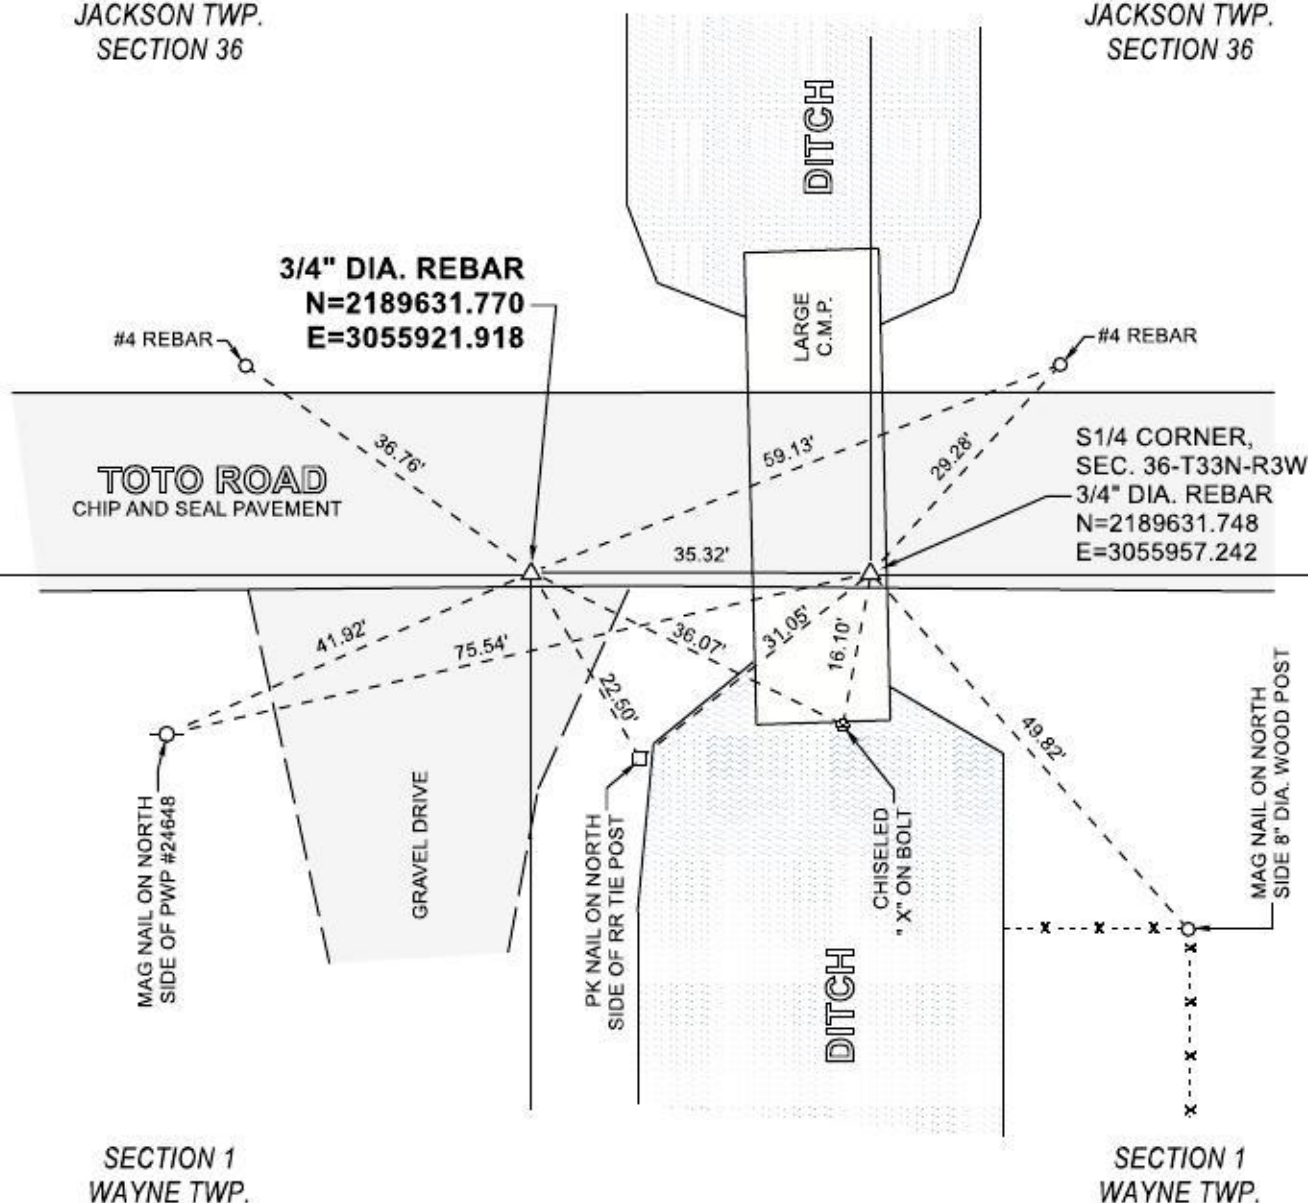 JACKSON TWP.
SECTION 36
JACKSON TWP.
SECTION 36
DITCH
3/4" DIA. REBAR
N=2189631.770
E=3055921.918
#4 REBAR
LARGE
C.M.P.
#4 REBAR
TOTO ROAD
CHIP AND SEAL PAVEMENT
36.76'
59.13'
29.28'
S1/4 CORNER,
SEC. 36-T33N-R3W
3/4" DIA. REBAR
N=2189631.748
E=3055957.242
35.32'
41.92'
75.54'
36.07'
31.05'
16.10'
22.50'
49.82'
MAG NAIL ON NORTH
SIDE OF PWP #24648
GRAVEL DRIVE
PK NAIL ON NORTH
SIDE OF RR TIE POST
CHISELED
" X" ON BOLT
MAG NAIL ON NORTH
SIDE 8" DIA. WOOD POST
DITCH
SECTION 1
WAYNE TWP.
SECTION 1
WAYNE TWP.